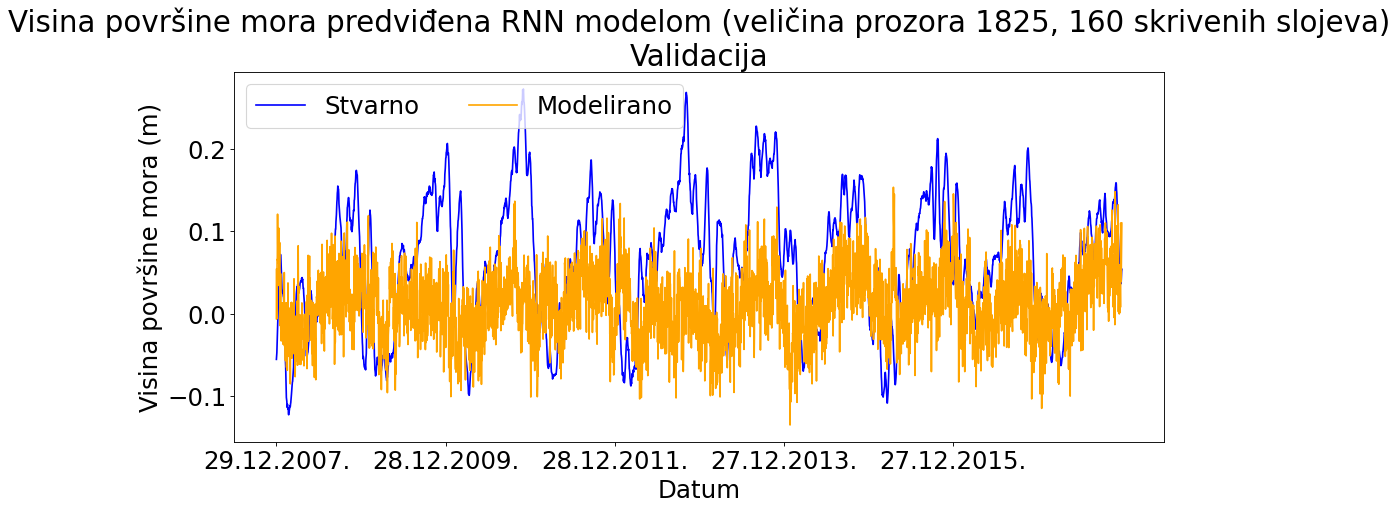 Visina površine mora predviđena RNN modelom (veličina prozora 1825, 160 skrivenih slojeva)
Validacija
Stvarno
Modelirano
Visina površine mora (m)
0.2
0.1
0.0
−0.1
29.12.2007.
28.12.2009.
28.12.2011.
27.12.2013.
27.12.2015.
Datum